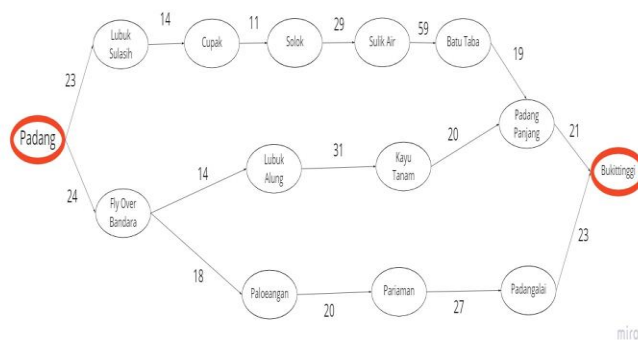 14
Lubuk
Sulasih
Cupak
11
Solok
29
Sulik Air
59
Batu Taba
19
23
Padang
24
Fly Over
Bandara
14
Lubuk
Alung
31
Kayu
Tanam
20
Padang
Panjang
21
Bukittinggi
23
18
Paloeangan
20
Pariaman
27
Padangalai
miro